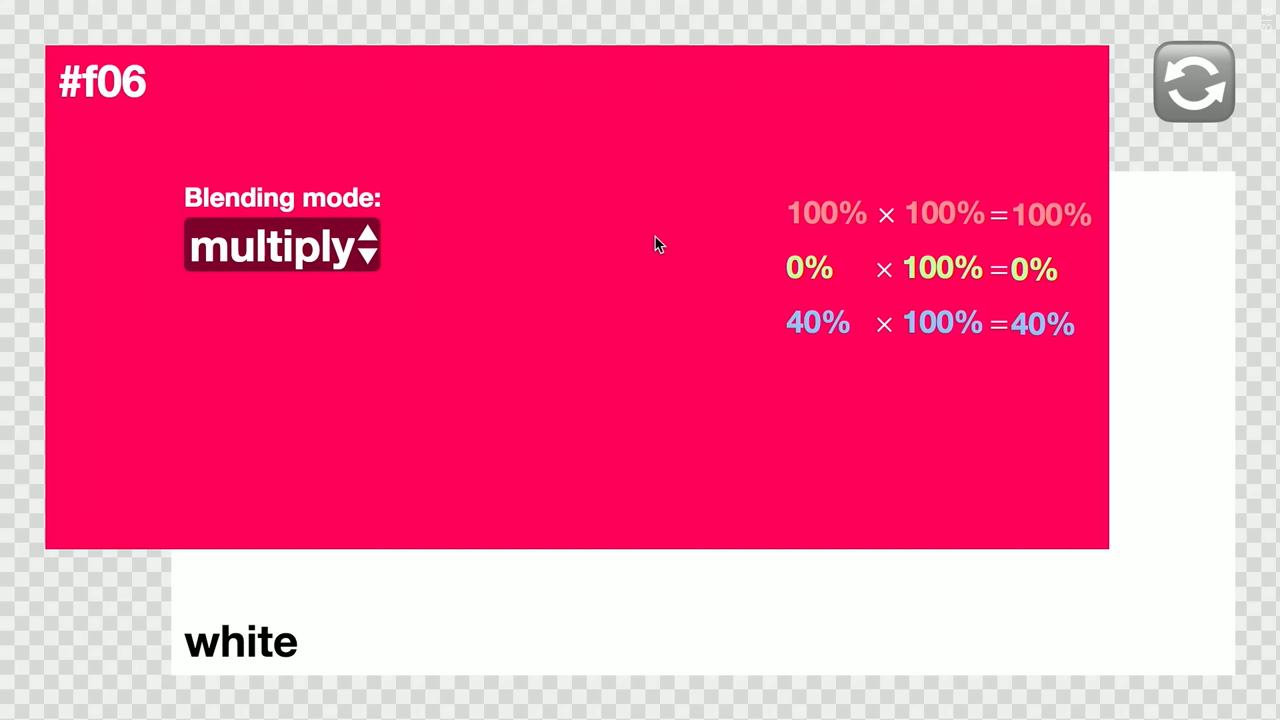 #f06
Blending mode:
multiply
100% × 100% = 100%
0% × 100% = 0%
40% × 100% = 40%
white